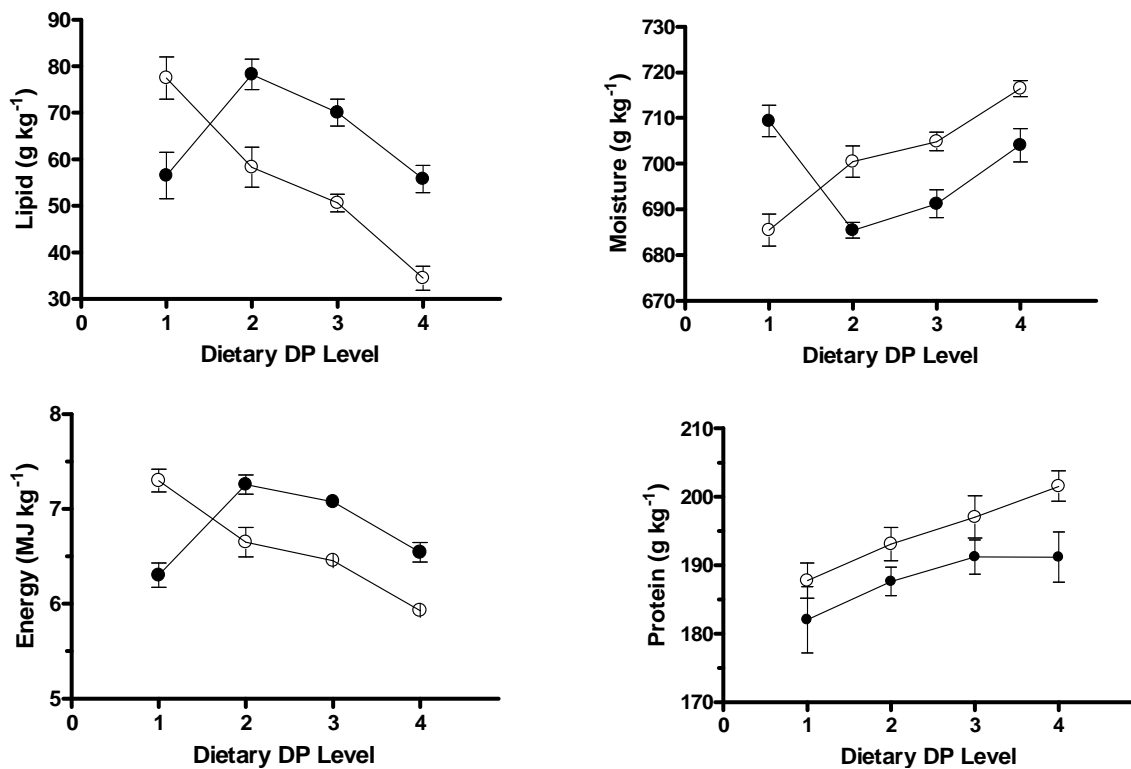 90
80
70
60
50
40
30
0 1 2 3 4
Lipid (g kg⁻¹)
Dietary DP Level
730
720
710
700
690
680
670
0 1 2 3 4
Moisture (g kg⁻¹)
Dietary DP Level
8
7
6
5
0 1 2 3 4
Energy (MJ kg⁻¹)
Dietary DP Level
210
200
190
180
170
0 1 2 3 4
Protein (g kg⁻¹)
Dietary DP Level